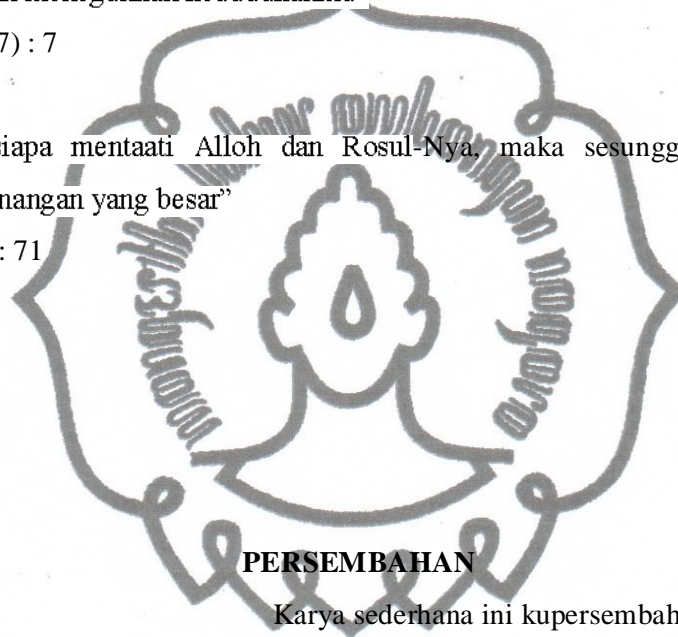 7) : 7
iapa mentaati Alloh dan Rosul-Nya, maka sesungg
nangan yang besar”
: 71
PERSEMBAHAN
Karya sederhana ini kupersembah